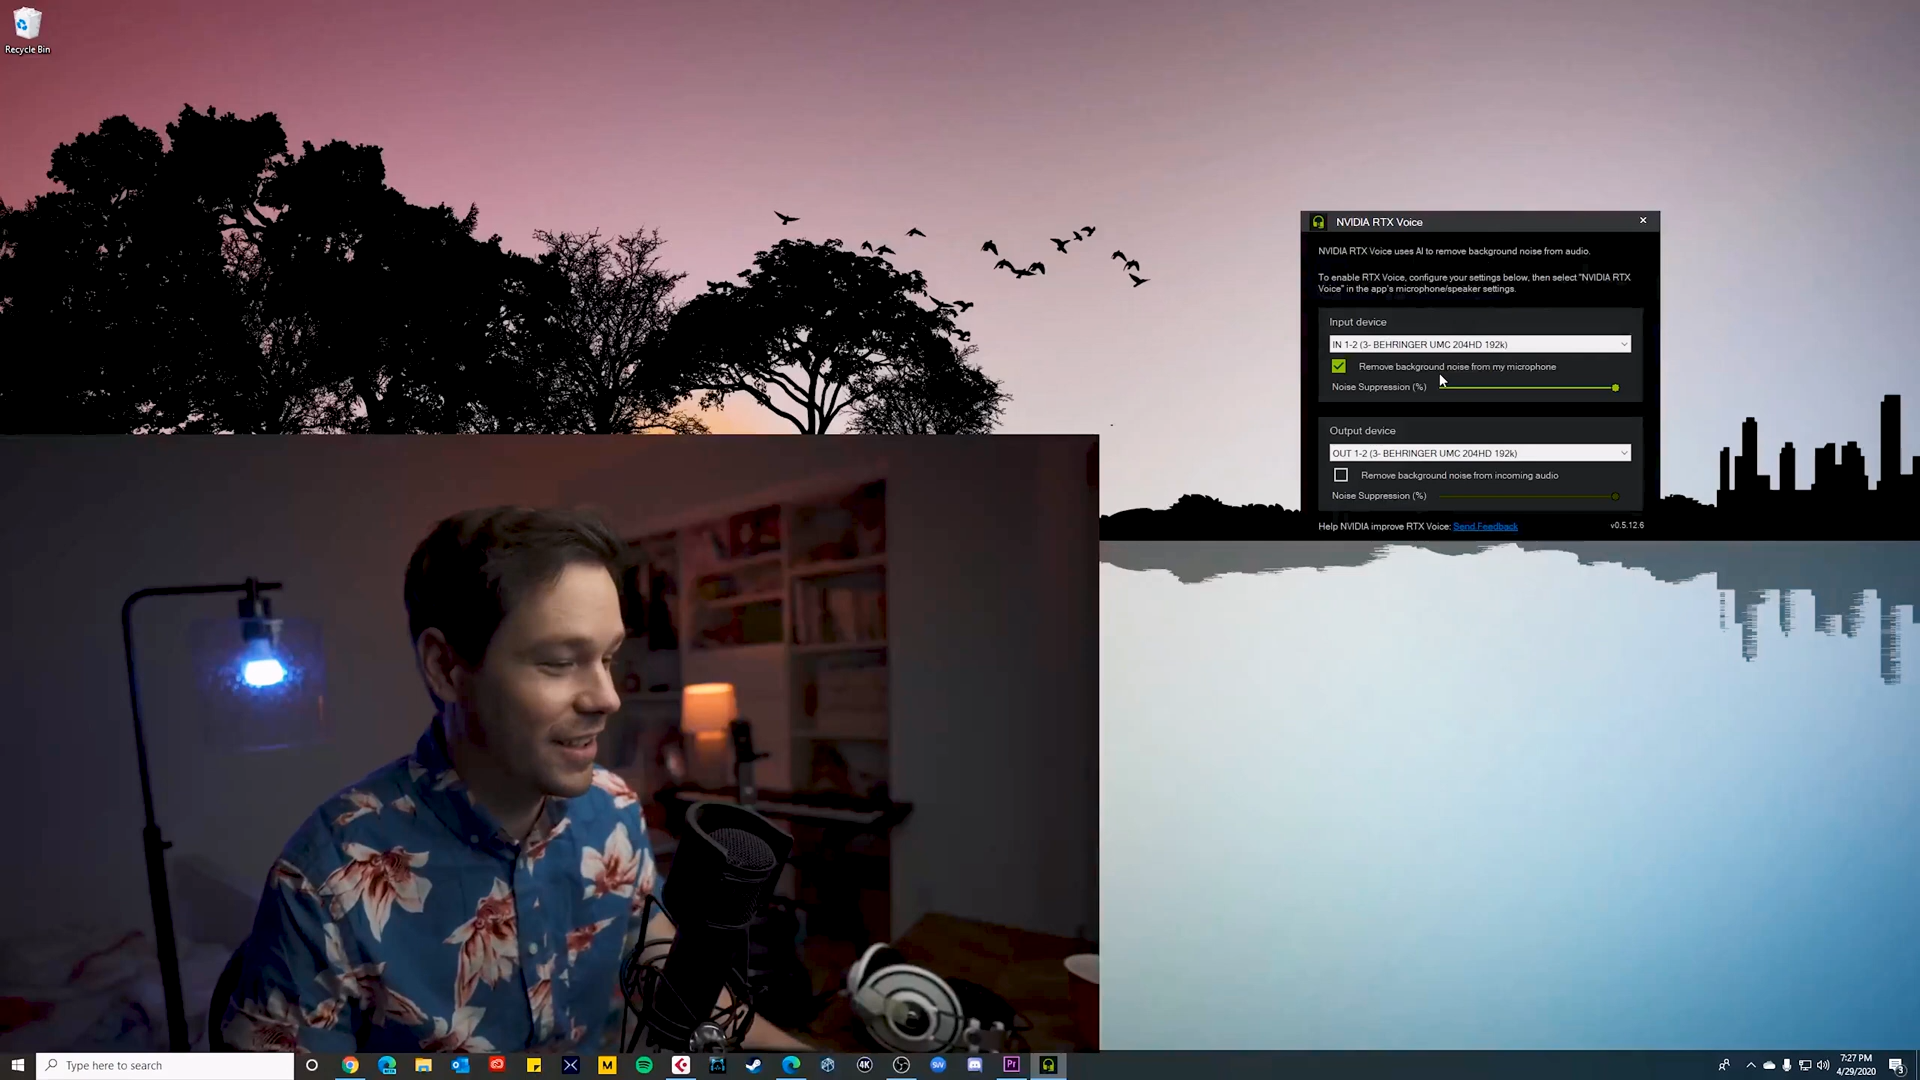 Recycle Bin
NVIDIA RTX Voice
NVIDIA RTX Voice uses AI to remove background noise from audio.
To enable RTX Voice, configure your settings below, then select "NVIDIA RTX
Voice" in the app's microphone/speaker settings.
Input device
IN 1-2 (3- BEHRINGER UMC 204HD 192k)
Remove background noise from my microphone
Noise Suppression (%)
Output device
OUT 1-2 (3- BEHRINGER UMC 204HD 192k)
Remove background noise from incoming audio
Noise Suppression (%)
Help NVIDIA improve RTX Voice: Send Feedback
v0.5.12.6
Type here to search
M
4K
SW
Pr
7:27 PM
4/29/2020
3